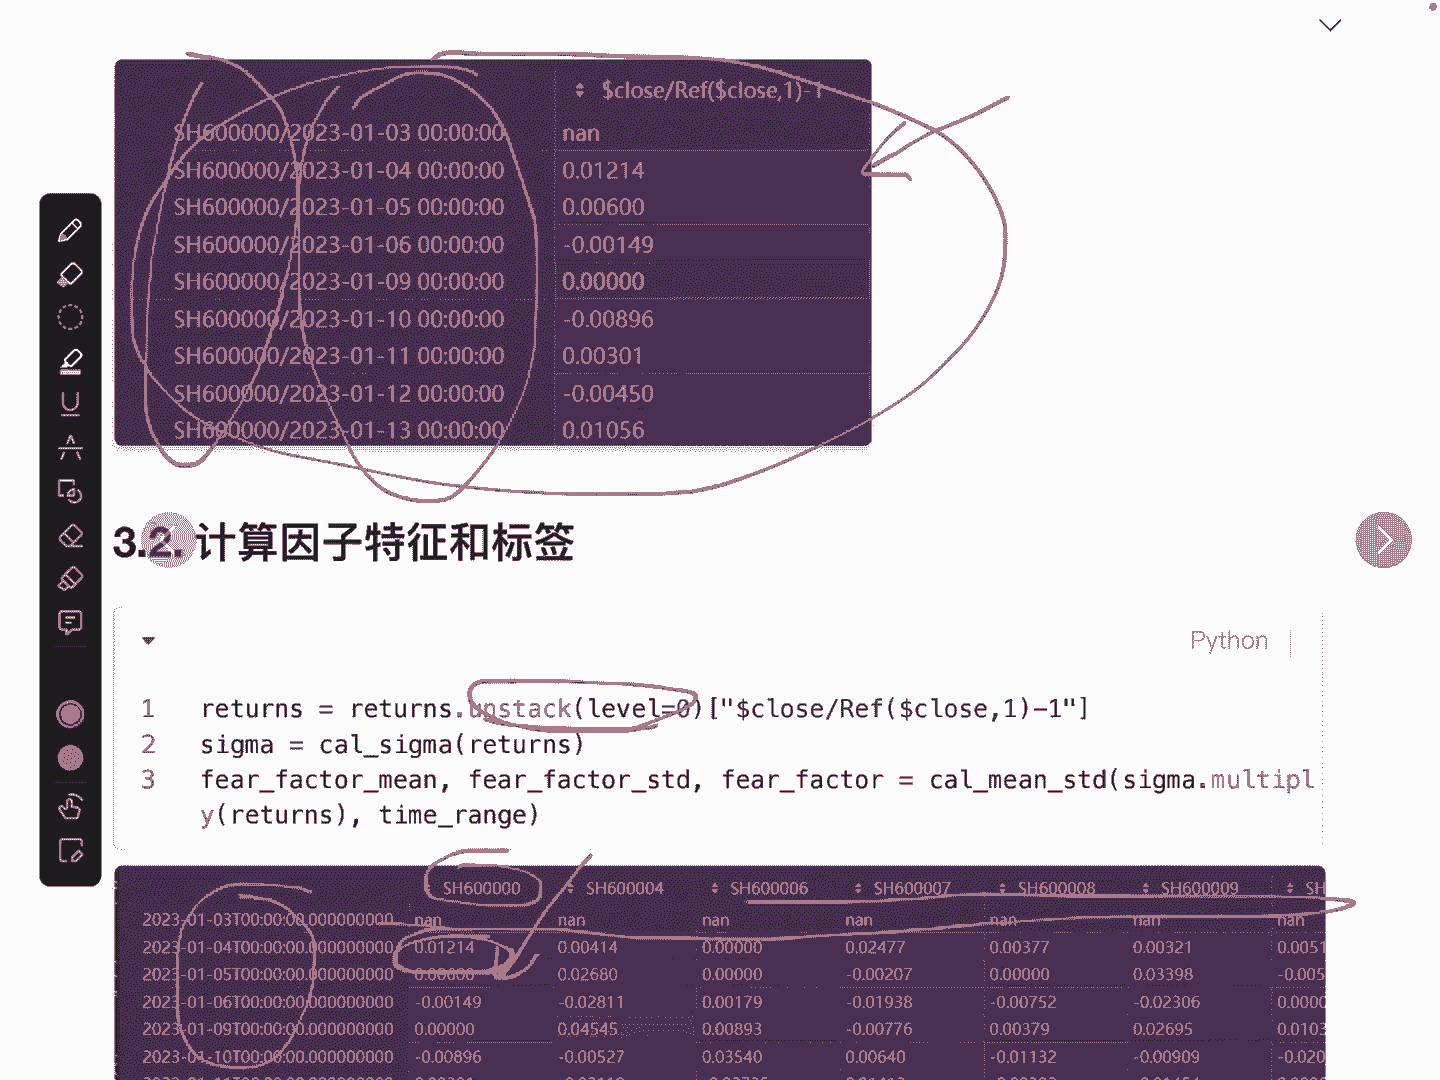 $close/Ref($close,1)-1
SH600000/2023-01-03 00:00:00 nan
SH600000/2023-01-04 00:00:00 0.01214
SH600000/2023-01-05 00:00:00 0.00600
SH600000/2023-01-06 00:00:00 -0.00149
SH600000/2023-01-09 00:00:00 0.00000
SH600000/2023-01-10 00:00:00 -0.00896
SH600000/2023-01-11 00:00:00 0.00301
SH600000/2023-01-12 00:00:00 -0.00450
SH600000/2023-01-13 00:00:00 0.01056
3.2. 计算因子特征和标签
Python
1 returns = returns.unstack(level=0)["$close/Ref($close,1)-1"]
2 sigma = cal_sigma(returns)
3 fear_factor_mean, fear_factor_std, fear_factor = cal_mean_std(sigma.multipl
y(returns), time_range)
SH600000 SH600004 SH600006 SH600007 SH600008 SH600009 SH
2023-01-03T00:00:00.000000000 nan nan nan nan nan nan nan
2023-01-04T00:00:00.000000000 0.01214 0.00414 0.00000 0.02477 0.00377 0.00321 0.0051
2023-01-05T00:00:00.000000000 0.00600 0.02680 0.00000 -0.00207 0.00000 0.03398 -0.005
2023-01-06T00:00:00.000000000 -0.00149 -0.02811 0.00179 -0.01938 -0.00752 -0.02306 0.0000
2023-01-09T00:00:00.000000000 0.00000 0.04545 0.00893 -0.00776 0.00379 0.02695 0.0103
2023-01-10T00:00:00.000000000 -0.00896 -0.00527 0.03540 0.00640 -0.01132 -0.00909 -0.020